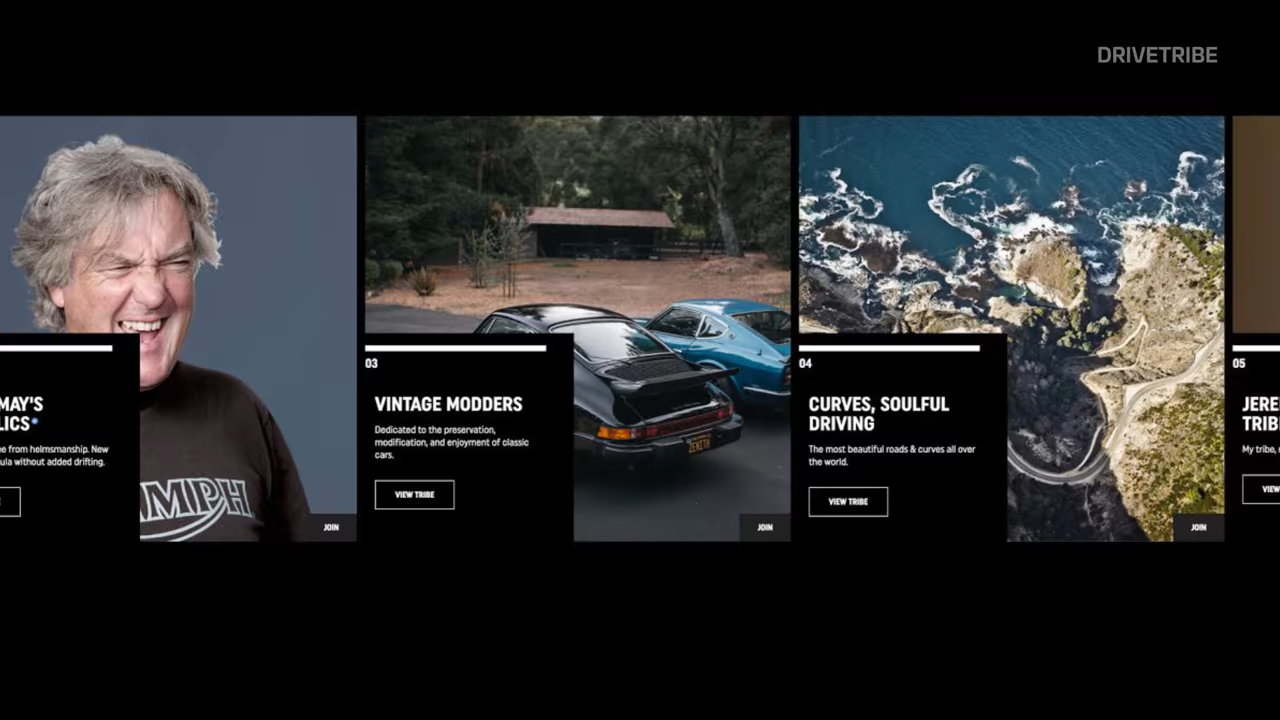 DRIVETRIBE
MAY'S
LICS
e from helmsmanship. New
ula without added drifting.
JOIN
03
VINTAGE MODDERS
Dedicated to the preservation,
modification, and enjoyment of classic
cars.
VIEW TRIBE
ZENITH
JOIN
04
CURVES, SOULFUL
DRIVING
The most beautiful roads & curves all over
the world.
VIEW TRIBE
JOIN
05
JERE
TRIB
My tribe,
VIEW
AMPH